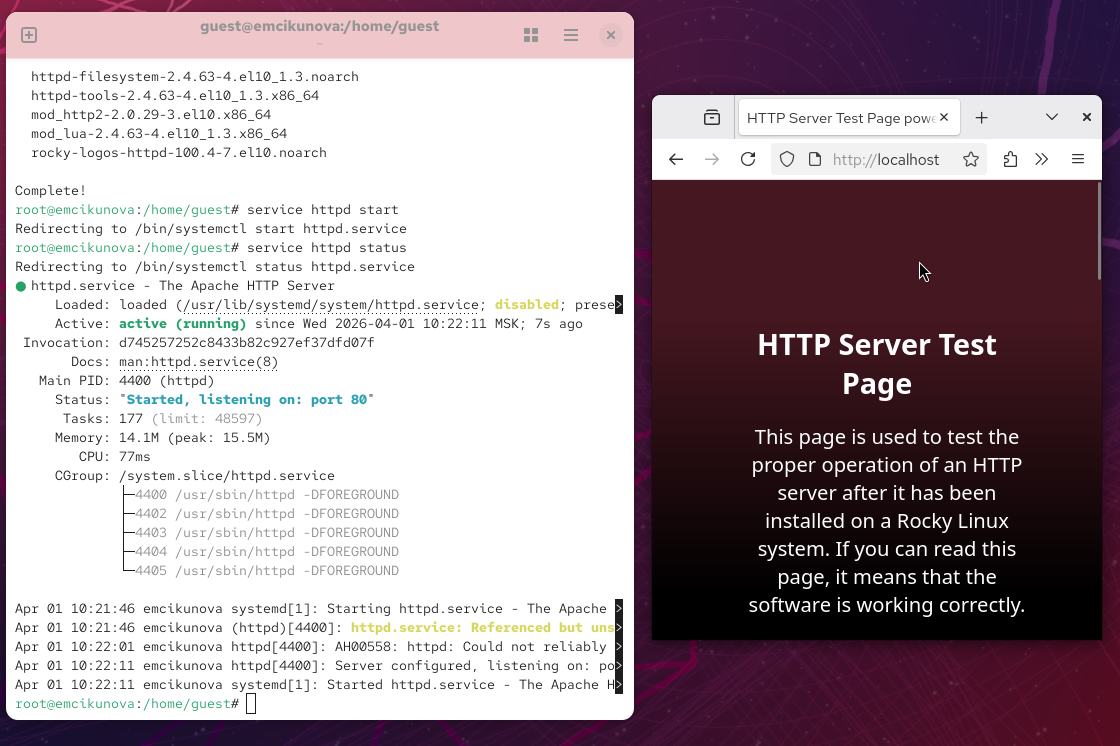 guest@emcikunova:/home/guest
~
httpd-filesystem-2.4.63-4.el10_1.3.noarch
httpd-tools-2.4.63-4.el10_1.3.x86_64
mod_http2-2.0.29-3.el10.x86_64
mod_lua-2.4.63-4.el10_1.3.x86_64
rocky-logos-httpd-100.4-7.el10.noarch
Complete!
root@emcikunova:/home/guest# service httpd start
Redirecting to /bin/systemctl start httpd.service
root@emcikunova:/home/guest# service httpd status
Redirecting to /bin/systemctl status httpd.service
● httpd.service - The Apache HTTP Server
Loaded: loaded (/usr/lib/systemd/system/httpd.service; disabled; prese>
Active: active (running) since Wed 2026-04-01 10:22:11 MSK; 7s ago
Invocation: d745257252c8433b82c927ef37dfd07f
Docs: man:httpd.service(8)
Main PID: 4400 (httpd)
Status: "Started, listening on: port 80"
Tasks: 177 (limit: 48597)
Memory: 14.1M (peak: 15.5M)
CPU: 77ms
CGroup: /system.slice/httpd.service
├─4400 /usr/sbin/httpd -DFOREGROUND
├─4402 /usr/sbin/httpd -DFOREGROUND
├─4403 /usr/sbin/httpd -DFOREGROUND
├─4404 /usr/sbin/httpd -DFOREGROUND
└─4405 /usr/sbin/httpd -DFOREGROUND
Apr 01 10:21:46 emcikunova systemd[1]: Starting httpd.service - The Apache >
Apr 01 10:21:46 emcikunova (httpd)[4400]: httpd.service: Referenced but uns>
Apr 01 10:22:01 emcikunova httpd[4400]: AH00558: httpd: Could not reliably >
Apr 01 10:22:11 emcikunova httpd[4400]: Server configured, listening on: po>
Apr 01 10:22:11 emcikunova systemd[1]: Started httpd.service - The Apache H>
root@emcikunova:/home/guest#
HTTP Server Test Page powe
http://localhost
HTTP Server Test
Page
This page is used to test the
proper operation of an HTTP
server after it has been
installed on a Rocky Linux
system. If you can read this
page, it means that the
software is working correctly.